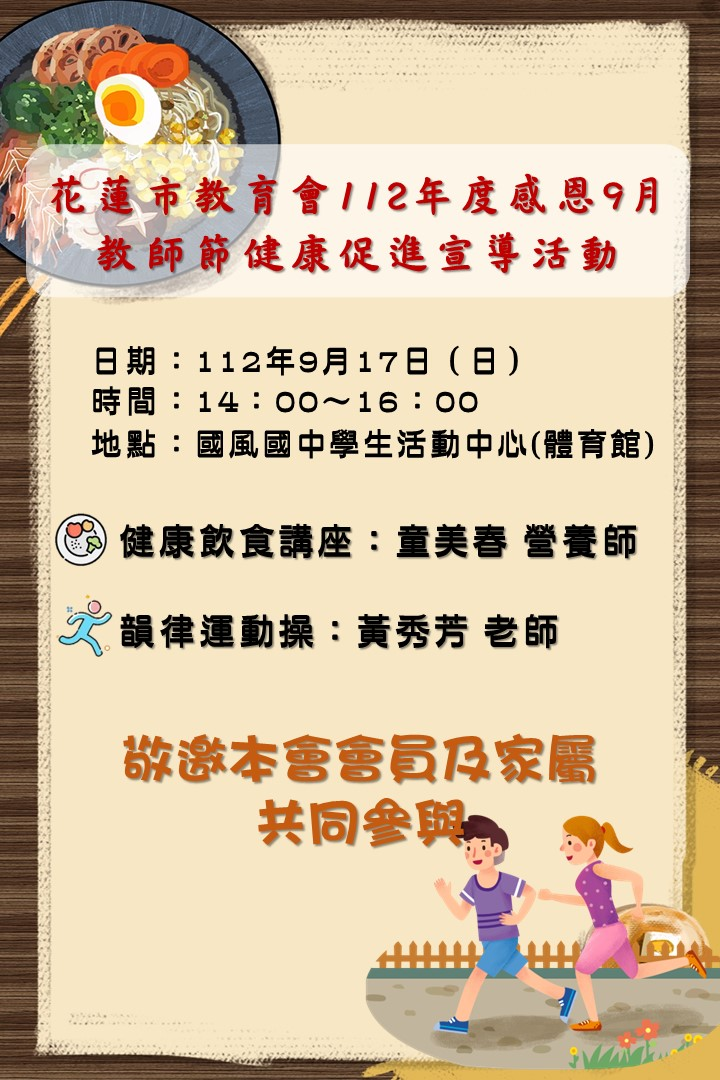 花蓮市教育會112年度感恩9月
教師節健康促進宣導活動
日期：112年9月17日（日）
時間：14：00～16：00
地點：國風國中學生活動中心(體育館)
健康飲食講座：童美春 營養師
韻律運動操：黃秀芳 老師
敬邀本會會員及家屬
共同參與